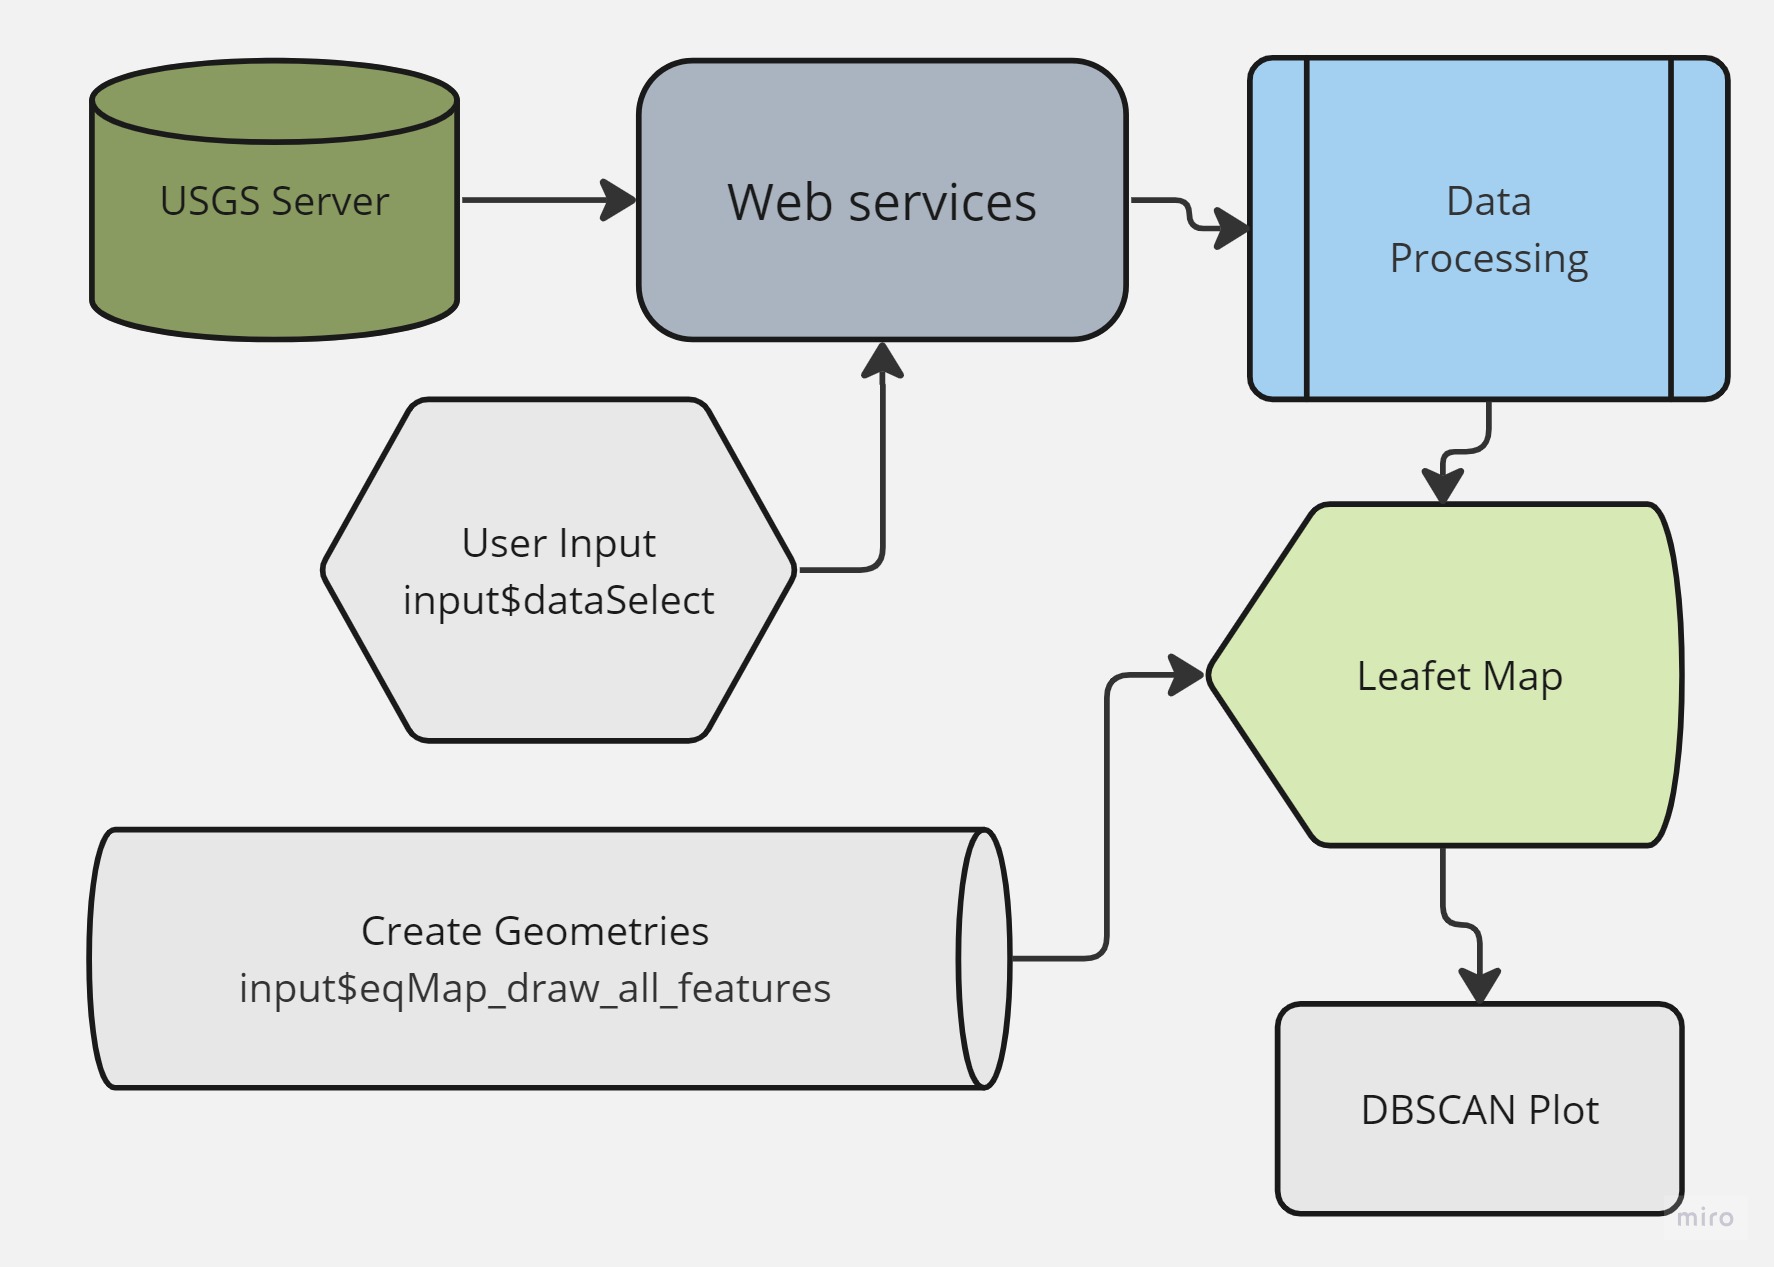 USGS Server
Web services
Data
Processing
User Input
input$dataSelect
Leafet Map
Create Geometries
input$eqMap_draw_all_features
DBSCAN Plot
miro